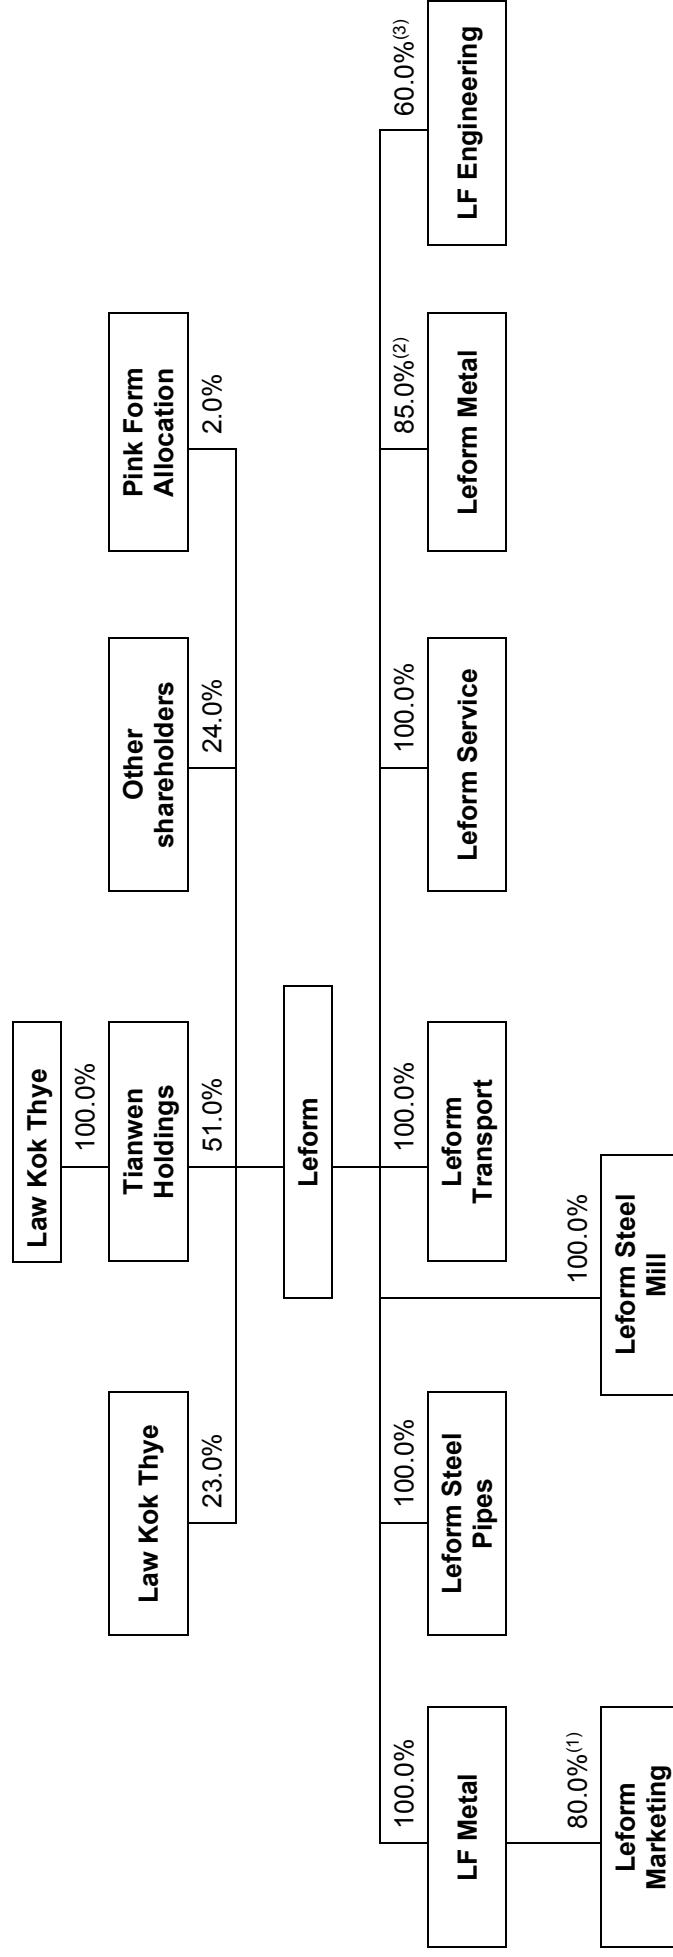 Law Kok Thye
100.0%
Law Kok Thye
Tianwen
Holdings
Other
shareholders
Pink Form
Allocation
23.0%
51.0%
24.0%
2.0%
Leform
100.0%
100.0%
100.0%
100.0%
85.0%(2)
60.0%(3)
LF Metal
Leform Steel
Pipes
Leform
Transport
Leform Service
Leform Metal
LF Engineering
80.0%(1)
100.0%
Leform
Marketing
Leform Steel
Mill